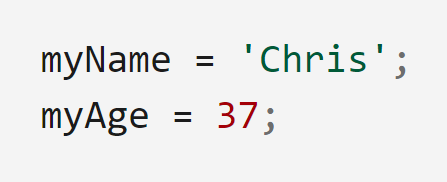 myName = 'Chris';
myAge = 37;